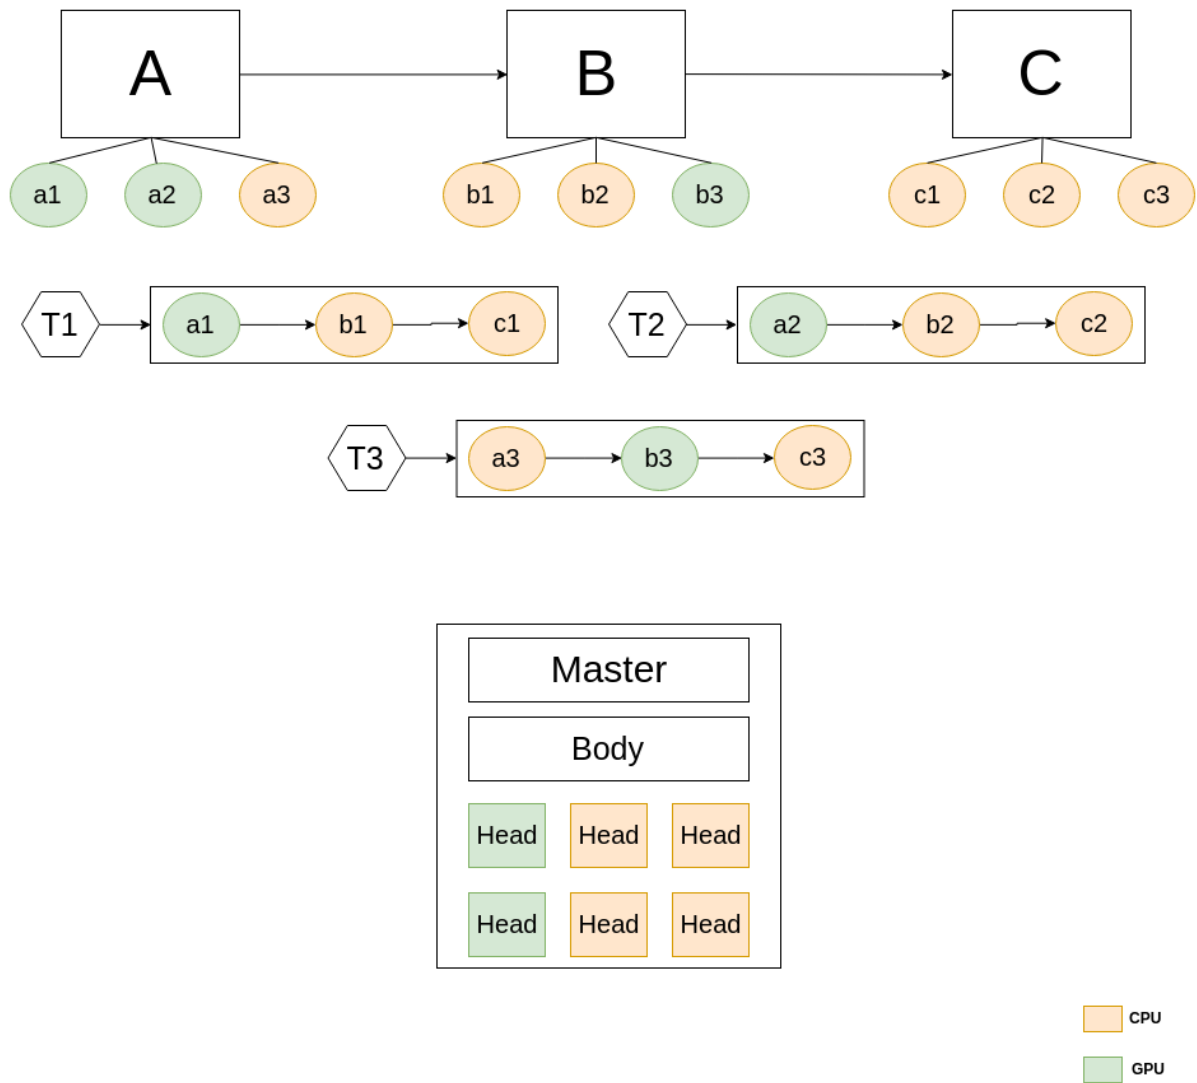 A
B
C
a1
a2
a3
b1
b2
b3
c1
c2
c3
T1
a1
b1
c1
T2
a2
b2
c2
T3
a3
b3
c3
Master
Body
Head
Head
Head
Head
Head
Head
CPU
GPU